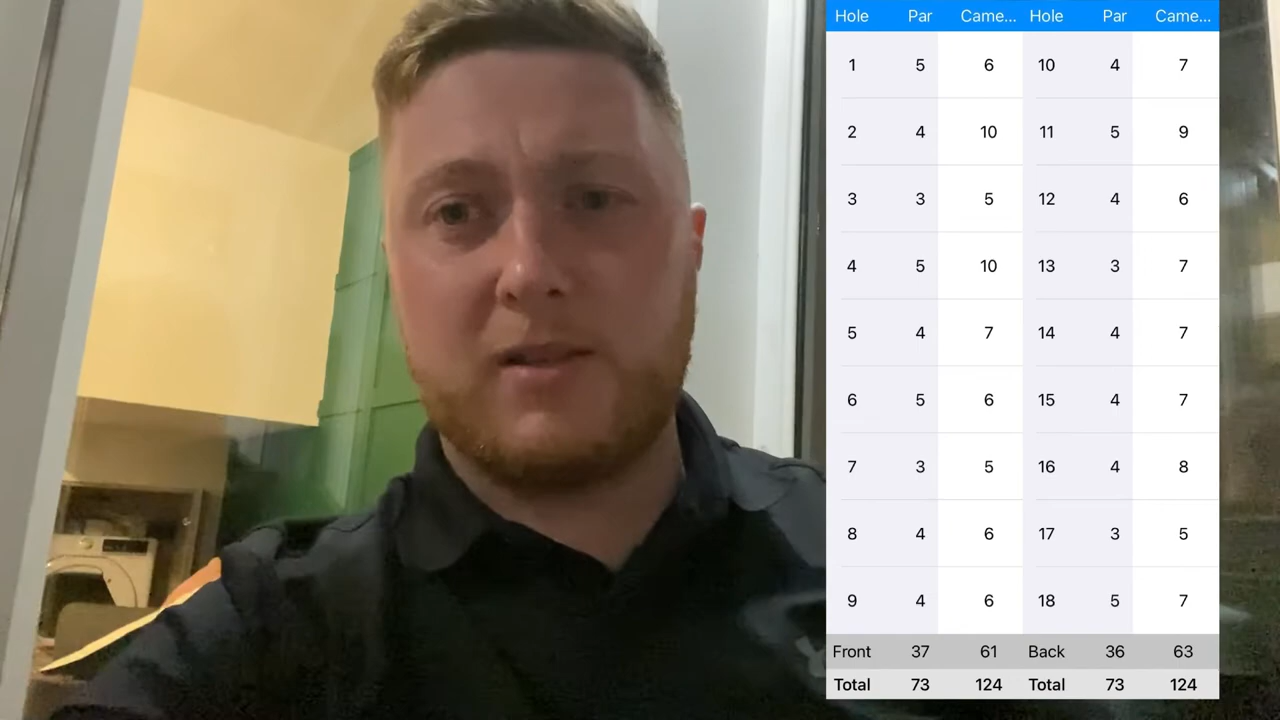 Hole Par Came... Hole Par Came...
1 5 6 10 4 7
2 4 10 11 5 9
3 3 5 12 4 6
4 5 10 13 3 7
5 4 7 14 4 7
6 5 6 15 4 7
7 3 5 16 4 8
8 4 6 17 3 5
9 4 6 18 5 7
Front 37 61 Back 36 63
Total 73 124 Total 73 124